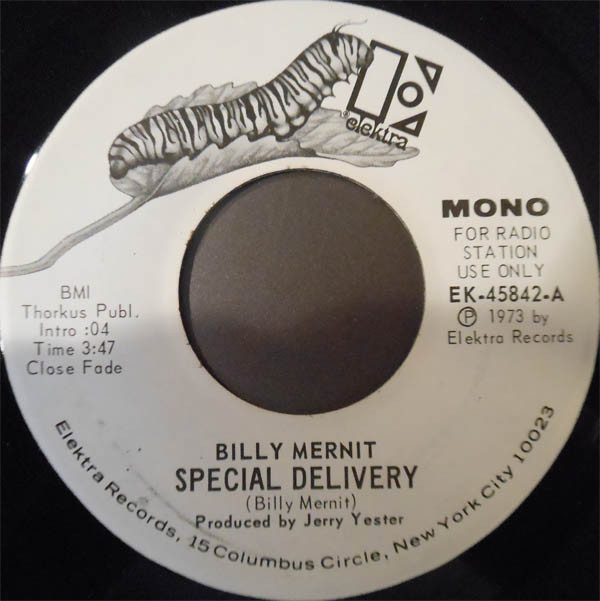 elektra
MONO
FOR RADIO
STATION
USE ONLY
EK-45842-A
Ⓟ 1973 by
Elektra Records
BMI
Thorkus Publ.
Intro :04
Time 3:47
Close Fade
BILLY MERNIT
SPECIAL DELIVERY
(Billy Mernit)
Produced by Jerry Yester
Elektra Records, 15 Columbus Circle, New York City 10023